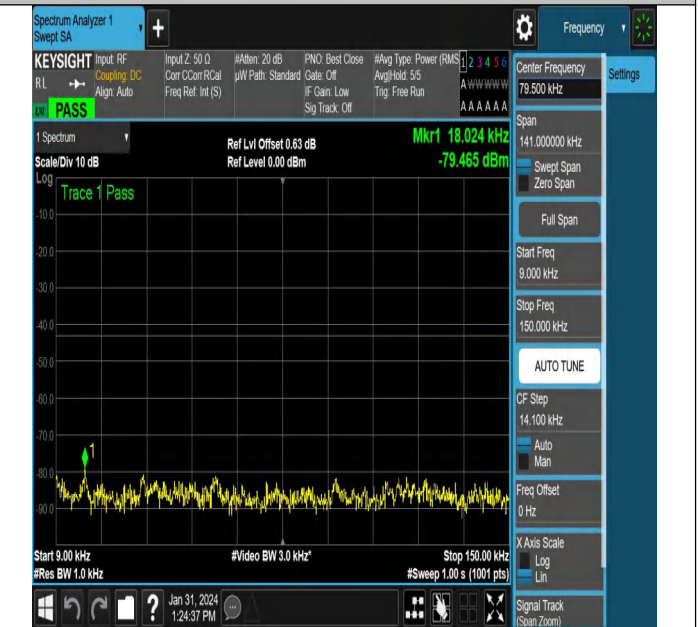 Spectrum Analyzer 1
Swept SA
Frequency
KEYSIGHT
RL
PASS
Input: RF
Coupling: DC
Align: Auto
Input Z: 50 Ω
Corr CCorr RCal
Freq Ref: Int (S)
#Atten: 20 dB
µW Path: Standard
PNO: Best Close
Gate: Off
IF Gain: Low
Sig Track: Off
#Avg Type: Power (RMS
Avg|Hold: 5/5
Trig: Free Run
1 2 3 4 5 6
A W W W W W
A A A A A A
1 Spectrum
Scale/Div 10 dB
Ref Lvl Offset 0.63 dB
Ref Level 0.00 dBm
Mkr1 18.024 kHz
-79.465 dBm
Log
Trace 1 Pass
-10.0
-20.0
-30.0
-40.0
-50.0
-60.0
-70.0
-80.0
-90.0
1
Start 9.00 kHz
#Res BW 1.0 kHz
#Video BW 3.0 kHz*
Stop 150.00 kHz
#Sweep 1.00 s (1001 pts)
Jan 31, 2024
1:24:37 PM
Center Frequency
79.500 kHz
Settings
Span
141.000000 kHz
Swept Span
Zero Span
Full Span
Start Freq
9.000 kHz
Stop Freq
150.000 kHz
AUTO TUNE
CF Step
14.100 kHz
Auto
Man
Freq Offset
0 Hz
X Axis Scale
Log
Lin
Signal Track
(Span Zoom)